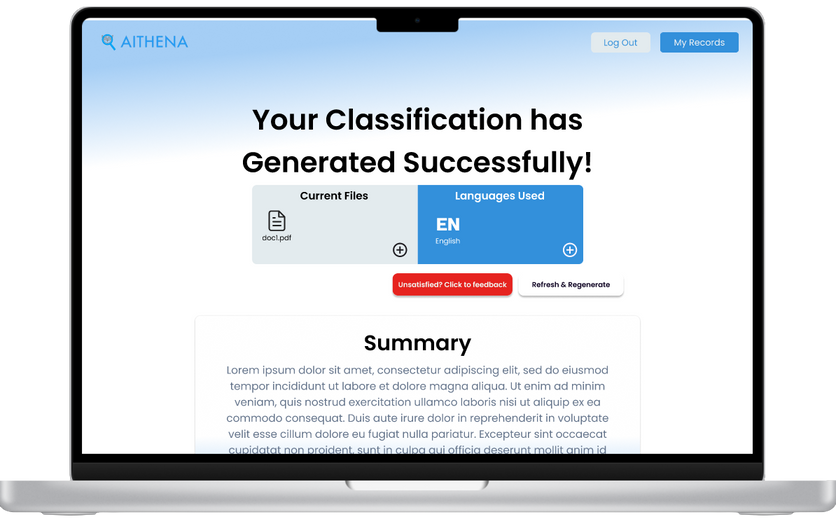 AITHENA
Log Out
My Records
Your Classification has
Generated Successfully!
Current Files
Languages Used
doc1.pdf
EN
English
Unsatisfied? Click to feedback
Refresh & Regenerate
Summary
Lorem ipsum dolor sit amet, consectetur adipiscing elit, sed do eiusmod
tempor incididunt ut labore et dolore magna aliqua. Ut enim ad minim
veniam, quis nostrud exercitation ullamco laboris nisi ut aliquip ex ea
commodo consequat. Duis aute irure dolor in reprehenderit in voluptate
velit esse cillum dolore eu fugiat nulla pariatur. Excepteur sint occaecat
cupidatat non proident, sunt in culpa qui officia deserunt mollit anim id